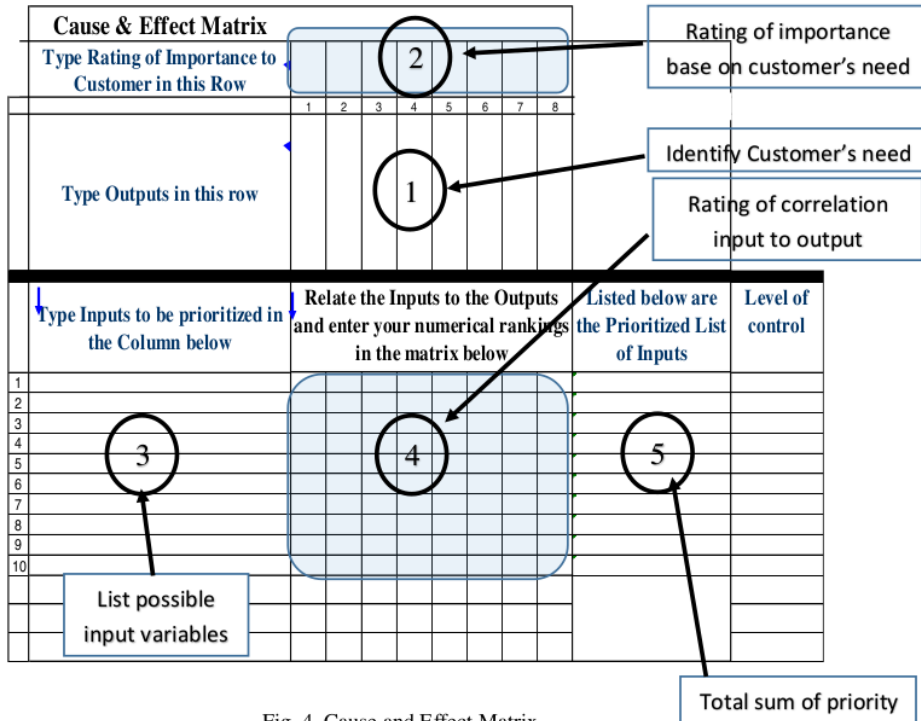 Cause & Effect Matrix
Type Rating of Importance to
Customer in this Row
2
Rating of importance
base on customer's need
1 2 3 4 5 6 7 8
Type Outputs in this row
1
Identify Customer's need
Rating of correlation
input to output
Type Inputs to be prioritized in
the Column below
Relate the Inputs to the Outputs
and enter your numerical rankings
in the matrix below
Listed below are
the Prioritized List
of Inputs
Level of
control
1
2
3
4
5
6
7
8
9
10
3
4
5
List possible
input variables
Total sum of priority
Fig. 4. Cause and Effect Matrix